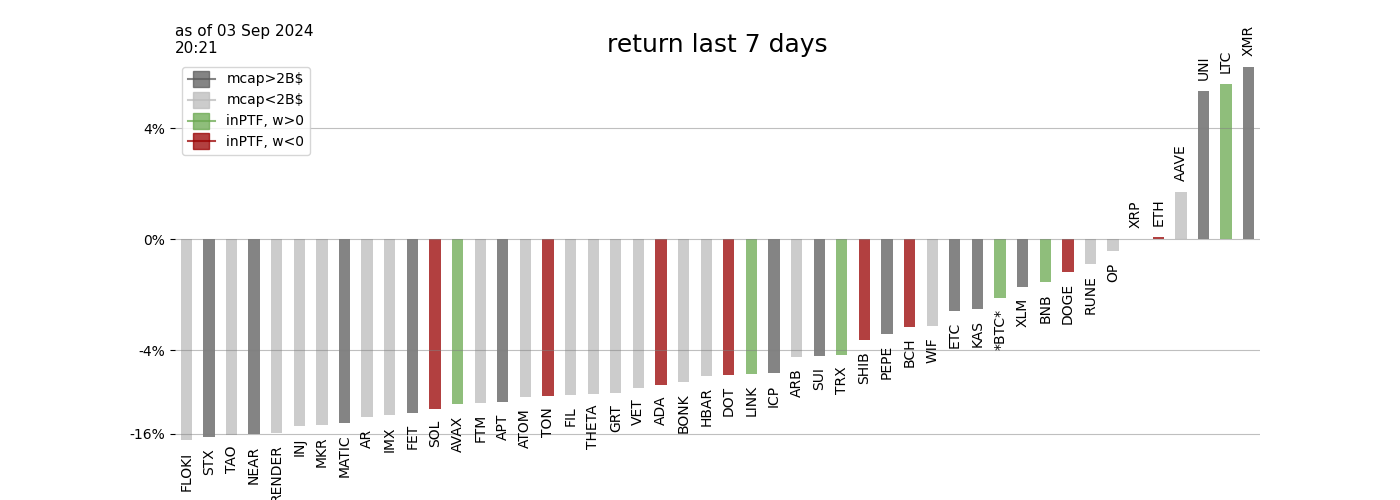 as of 03 Sep 2024
20:21
return last 7 days
mcap>2B$
mcap<2B$
inPTF, w>0
inPTF, w<0
4%
0%
-4%
-16%
FLOKI
STX
TAO
NEAR
RENDER
INJ
MKR
MATIC
AR
IMX
FET
SOL
AVAX
FTM
APT
ATOM
TON
FIL
THETA
GRT
VET
ADA
BONK
HBAR
DOT
LINK
ICP
ARB
SUI
TRX
SHIB
PEPE
BCH
WIF
ETC
KAS
*BTC*
XLM
BNB
DOGE
RUNE
OP
XRP
ETH
AAVE
UNI
LTC
XMR